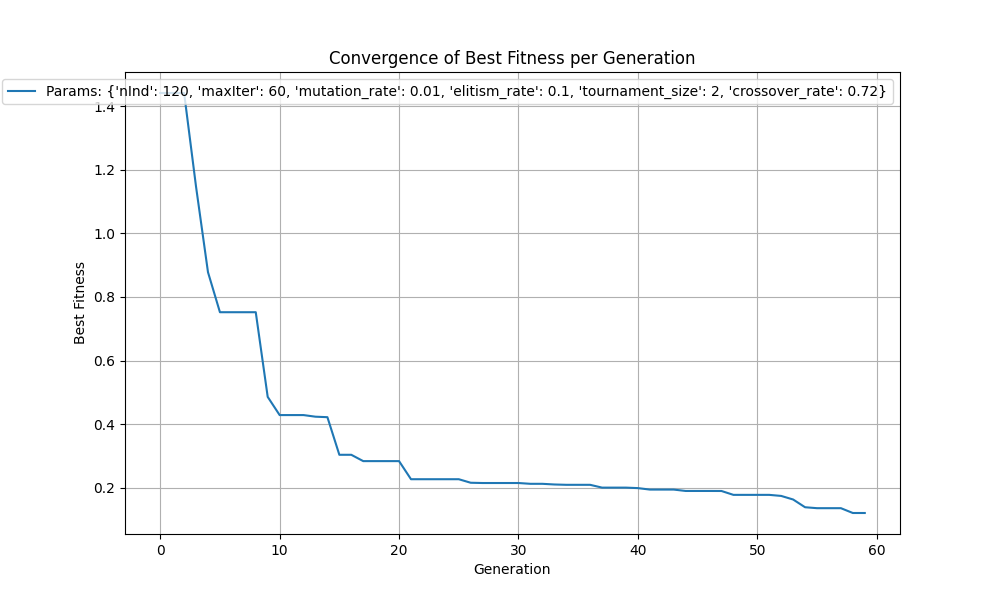 Convergence of Best Fitness per Generation
Params: {'nInd': 120, 'maxIter': 60, 'mutation_rate': 0.01, 'elitism_rate': 0.1, 'tournament_size': 2, 'crossover_rate': 0.72}
1.4
1.2
1.0
0.8
0.6
0.4
0.2
Best Fitness
0 10 20 30 40 50 60
Generation